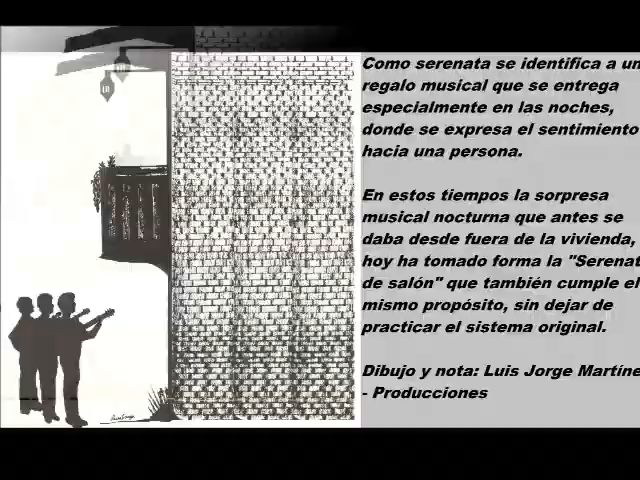 Como serenata se identifica a un
regalo musical que se entrega
especialmente en las noches,
donde se expresa el sentimiento
hacia una persona.
En estos tiempos la sorpresa
musical nocturna que antes se
daba desde fuera de la vivienda,
hoy ha tomado forma la "Serenat
de salón" que también cumple el
mismo propósito, sin dejar de
practicar el sistema original.
Dibujo y nota: Luis Jorge Martíne
- Producciones